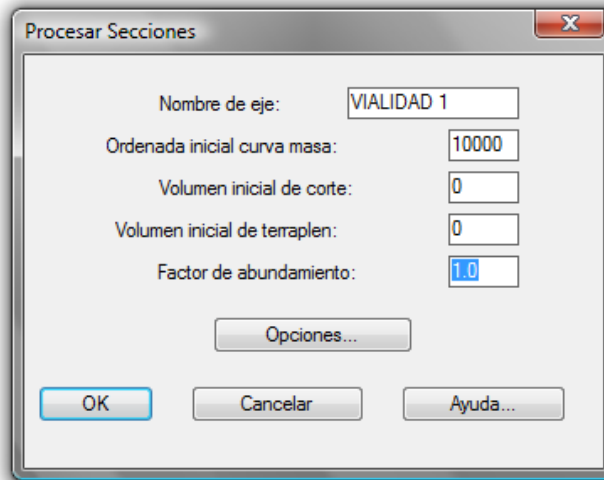 Procesar Secciones
Nombre de eje: VIALIDAD 1
Ordenada inicial curva masa: 10000
Volumen inicial de corte: 0
Volumen inicial de terraplen: 0
Factor de abundamiento: 1.0
Opciones...
OK Cancelar Ayuda...